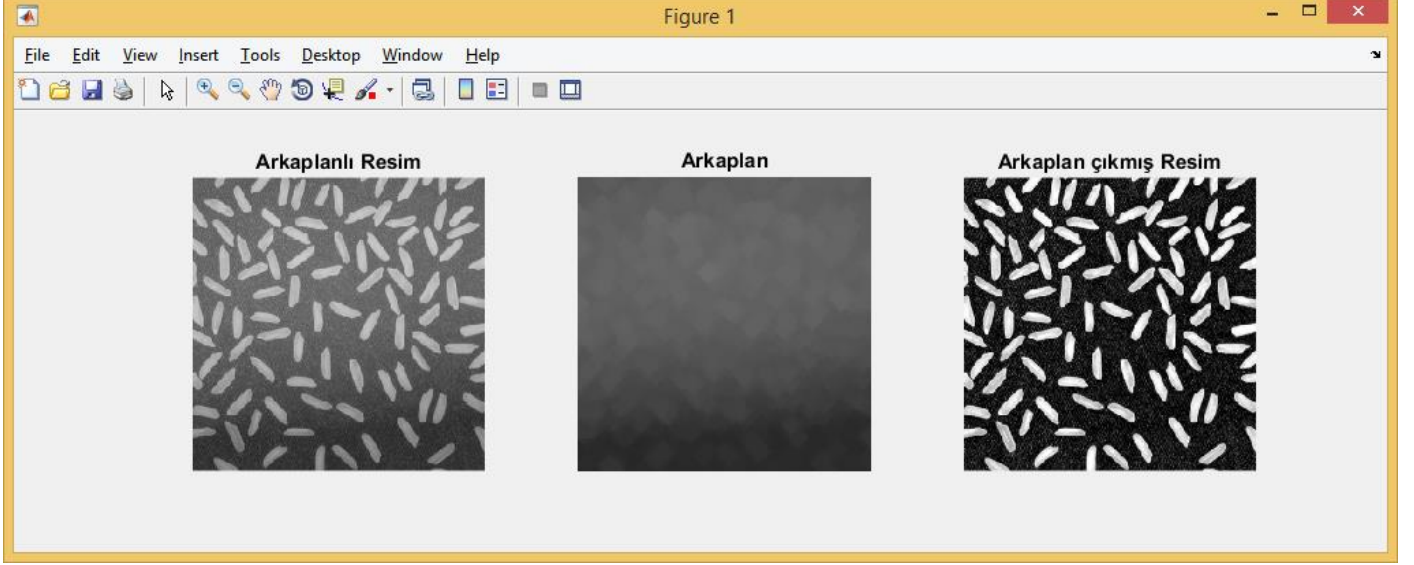 Figure 1
File Edit View Insert Tools Desktop Window Help
Arkaplanlı Resim
Arkaplan
Arkaplan çıkmış Resim